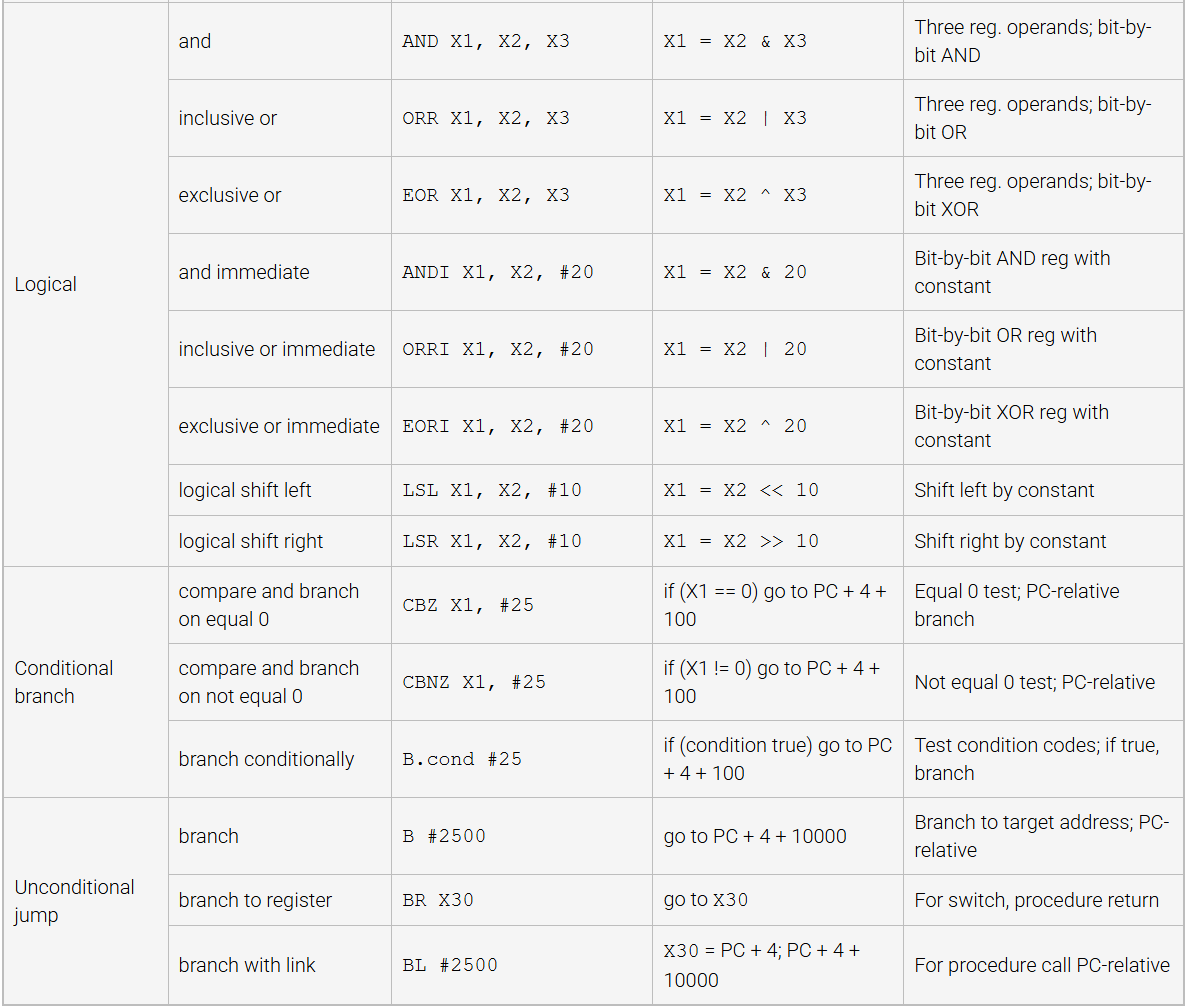 Logical
and
AND X1, X2, X3
X1 = X2 & X3
Three reg. operands; bit-by-
bit AND
inclusive or
ORR X1, X2, X3
X1 = X2 | X3
Three reg. operands; bit-by-
bit OR
exclusive or
EOR X1, X2, X3
X1 = X2 ^ X3
Three reg. operands; bit-by-
bit XOR
and immediate
ANDI X1, X2, #20
X1 = X2 & 20
Bit-by-bit AND reg with
constant
inclusive or immediate
ORRI X1, X2, #20
X1 = X2 | 20
Bit-by-bit OR reg with
constant
exclusive or immediate
EORI X1, X2, #20
X1 = X2 ^ 20
Bit-by-bit XOR reg with
constant
logical shift left
LSL X1, X2, #10
X1 = X2 << 10
Shift left by constant
logical shift right
LSR X1, X2, #10
X1 = X2 >> 10
Shift right by constant
Conditional
branch
compare and branch
on equal 0
CBZ X1, #25
if (X1 == 0) go to PC + 4 +
100
Equal 0 test; PC-relative
branch
compare and branch
on not equal 0
CBNZ X1, #25
if (X1 != 0) go to PC + 4 +
100
Not equal 0 test; PC-relative
branch conditionally
B.cond #25
if (condition true) go to PC
+ 4 + 100
Test condition codes; if true,
branch
Unconditional
jump
branch
B #2500
go to PC + 4 + 10000
Branch to target address; PC-
relative
branch to register
BR X30
go to X30
For switch, procedure return
branch with link
BL #2500
X30 = PC + 4; PC + 4 +
10000
For procedure call PC-relative